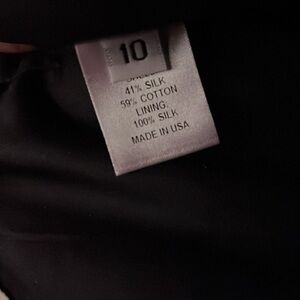 10
41% SILK
59% COTTON
LINING:
100% SILK
MADE IN USA